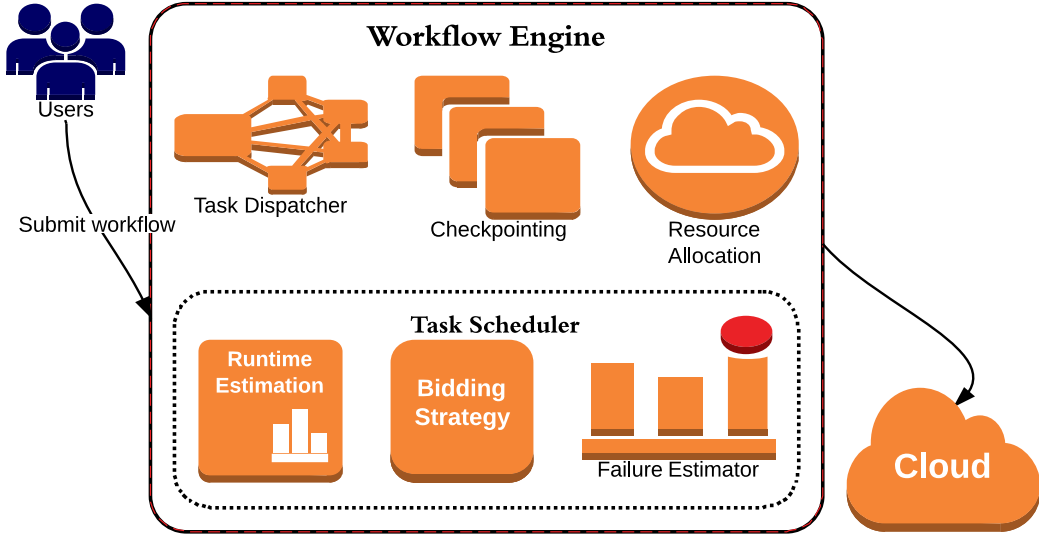 Workflow Engine
Users
Submit workflow
Task Dispatcher
Checkpointing
Resource
Allocation
Task Scheduler
Runtime
Estimation
Bidding
Strategy
Failure Estimator
Cloud